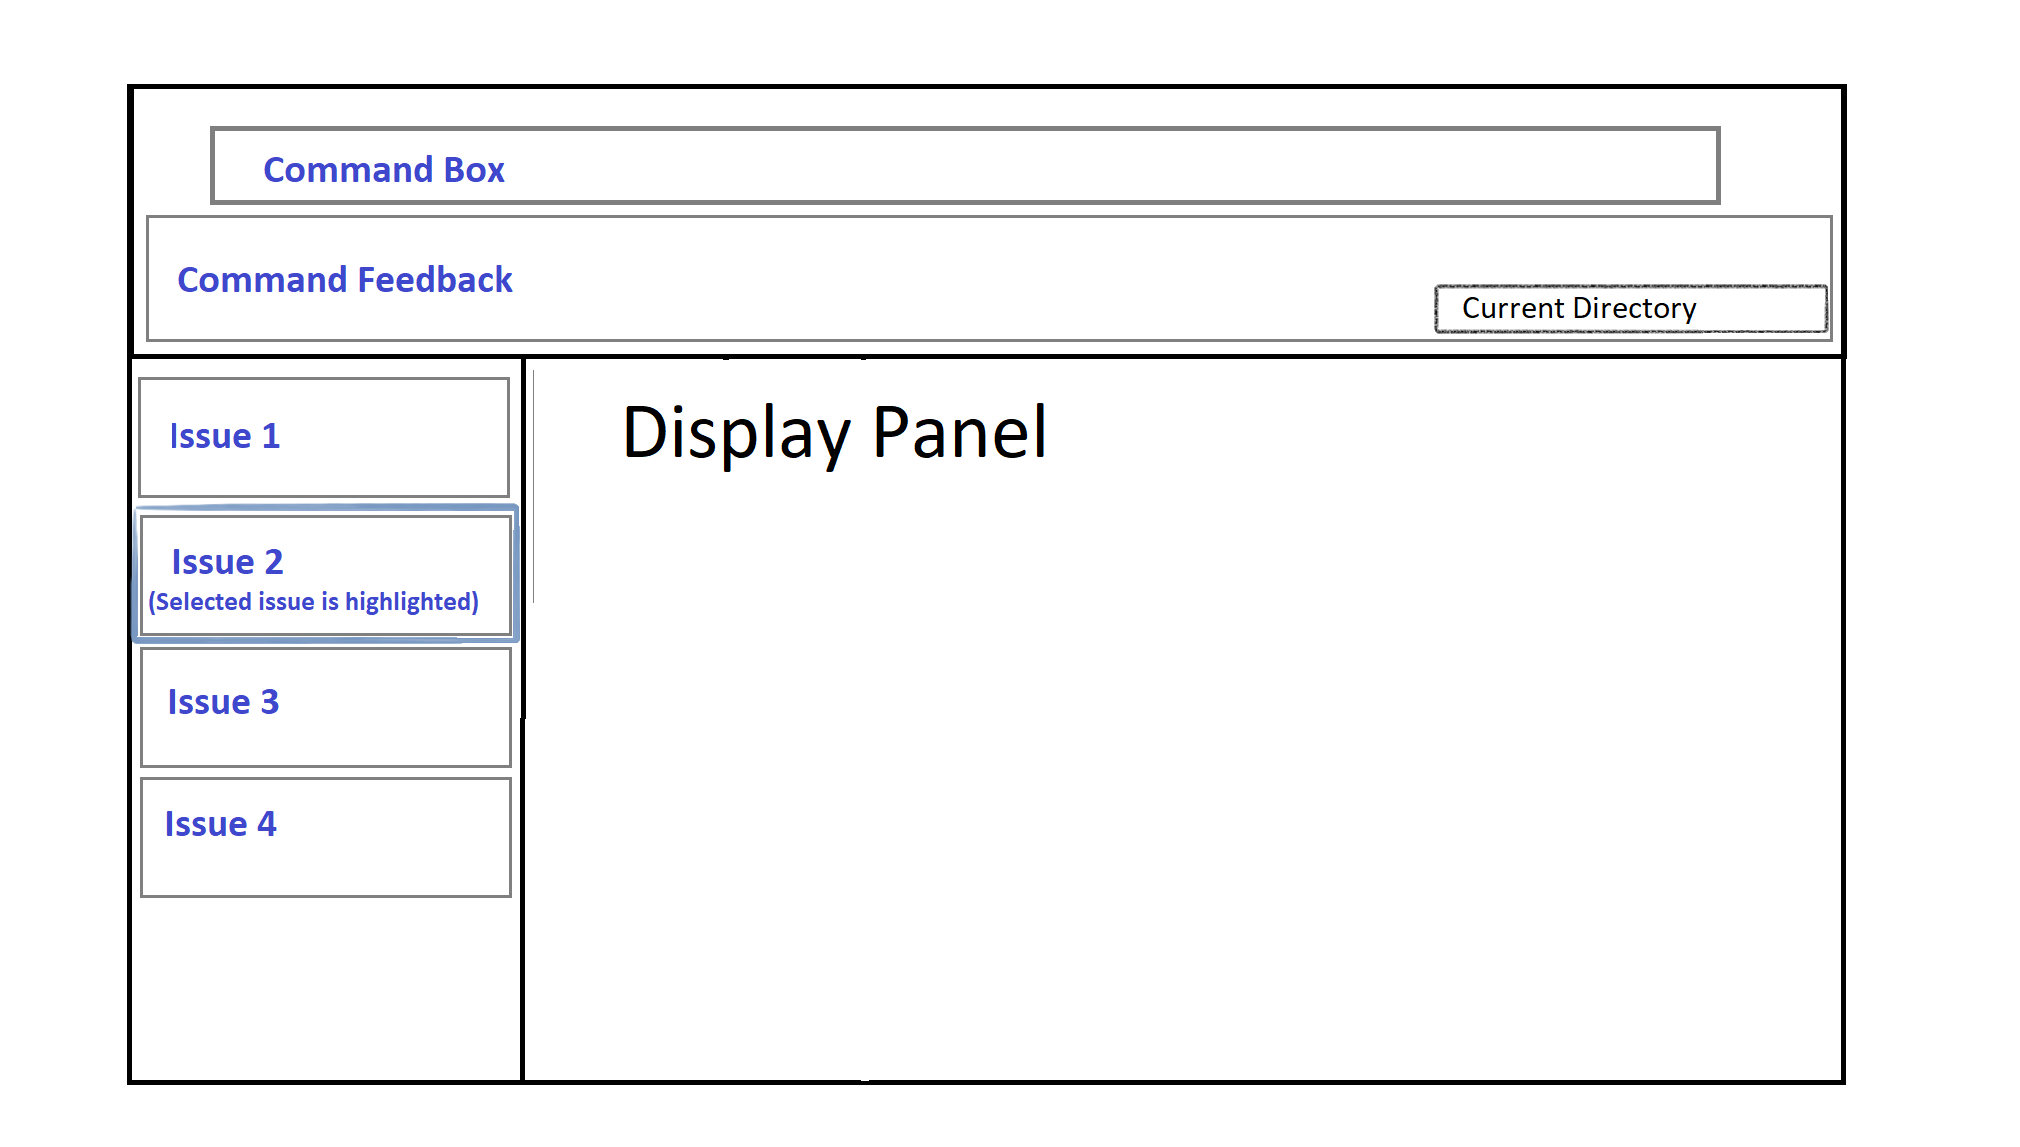 Command Box
Command Feedback
Current Directory
Issue 1
Issue 2
(Selected issue is highlighted)
Issue 3
Issue 4
Display Panel